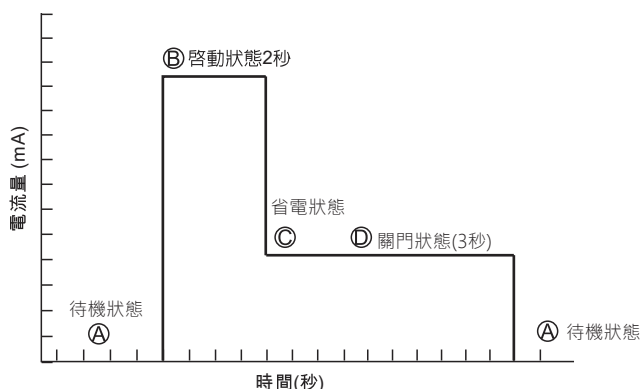 Ⓑ 啓動狀態2秒
電流量 (mA)
省電狀態
Ⓒ
Ⓓ 關門狀態(3秒)
待機狀態
Ⓐ
Ⓐ 待機狀態
時間(秒)